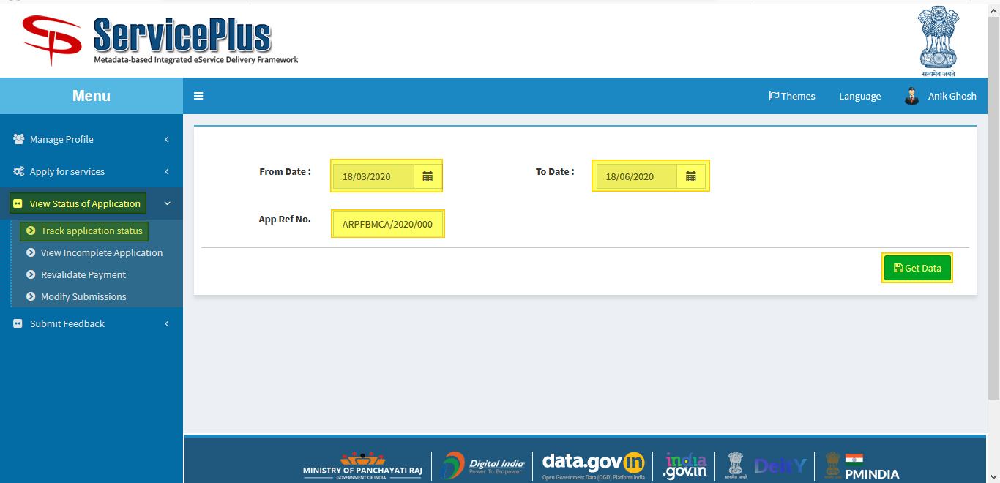 ServicePlus
Metadata-based Integrated eService Delivery Framework
सत्यमेव जयते
Menu
Themes
Language
Anik Ghosh
Manage Profile
Apply for services
View Status of Application
Track application status
View Incomplete Application
Revalidate Payment
Modify Submissions
Submit Feedback
From Date :
18/03/2020
To Date :
18/06/2020
App Ref No.
ARPFBMCA/2020/000
Get Data
MINISTRY OF PANCHAYATI RAJ
GOVERNMENT OF INDIA
Digital India
Power To Empower
data.gov in
Open Government Data (OGD) Platform India
india
.gov.in
सत्यमेव जयते
DeitY
PMINDIA